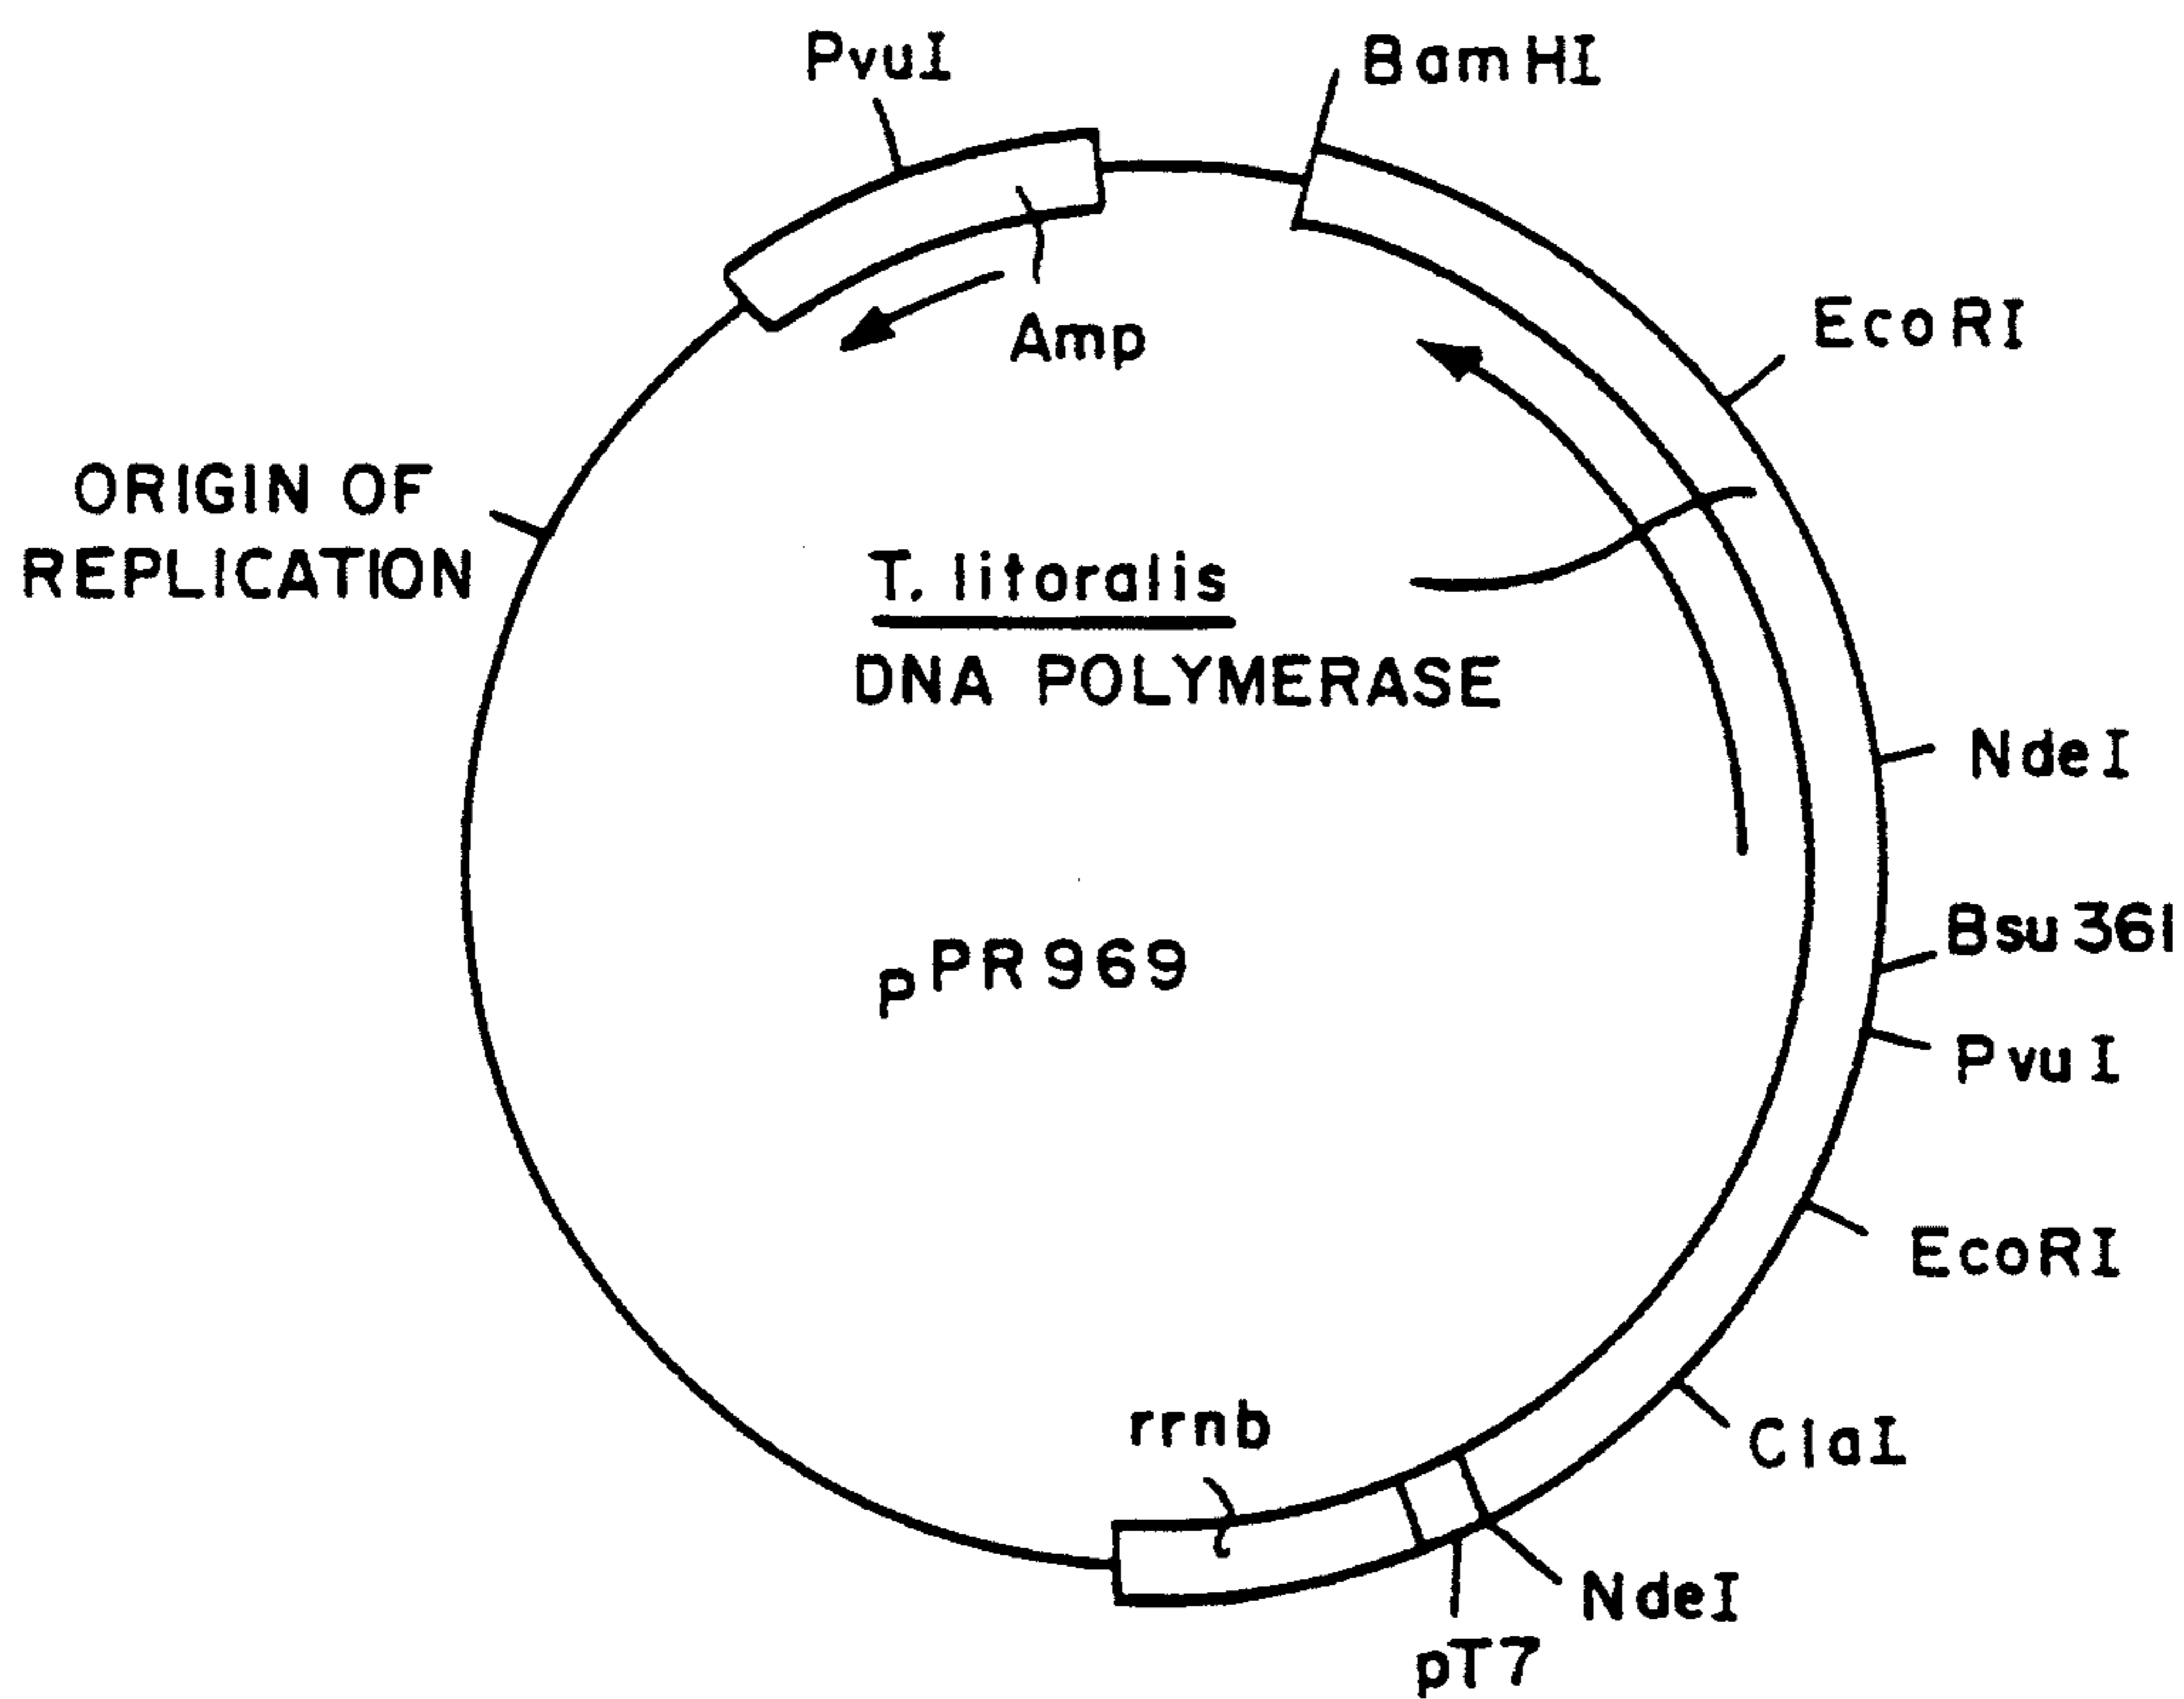 PvuI
BamHI
EcoRI
Amp
ORIGIN OF
REPLICATION
T. litoralis
DNA POLYMERASE
NdeI
Bsu36I
pPR969
PvuI
EcoRI
rrnb
ClaI
NdeI
pT7